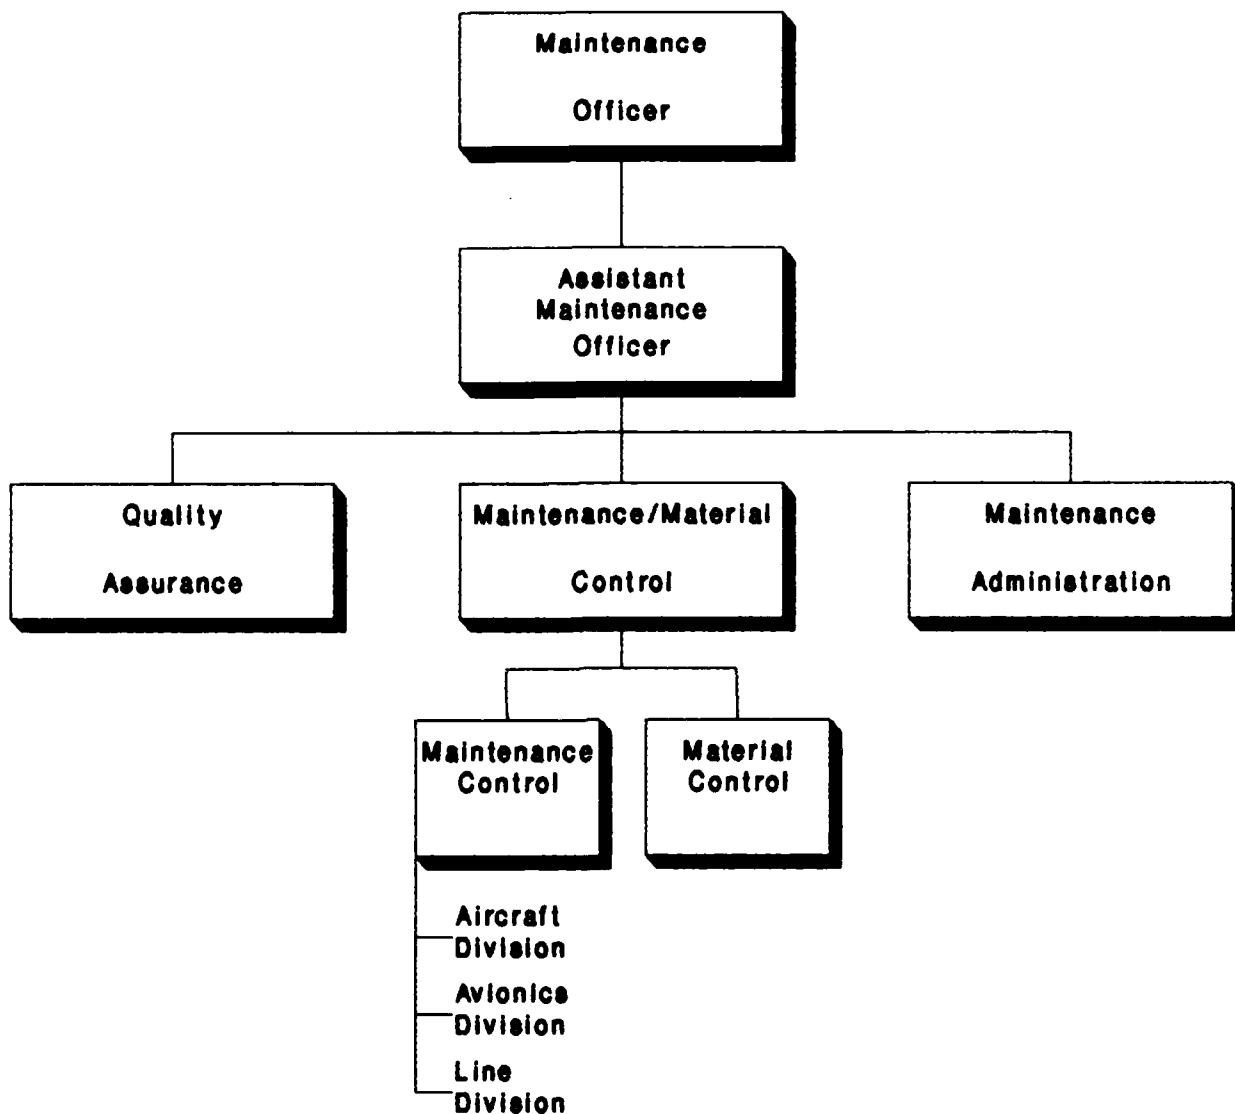 Maintenance
Officer
Assistant
Maintenance
Officer
Quality
Assurance
Maintenance/Material
Control
Maintenance
Administration
Maintenance
Control
Material
Control
Aircraft
Division
Avionics
Division
Line
Division